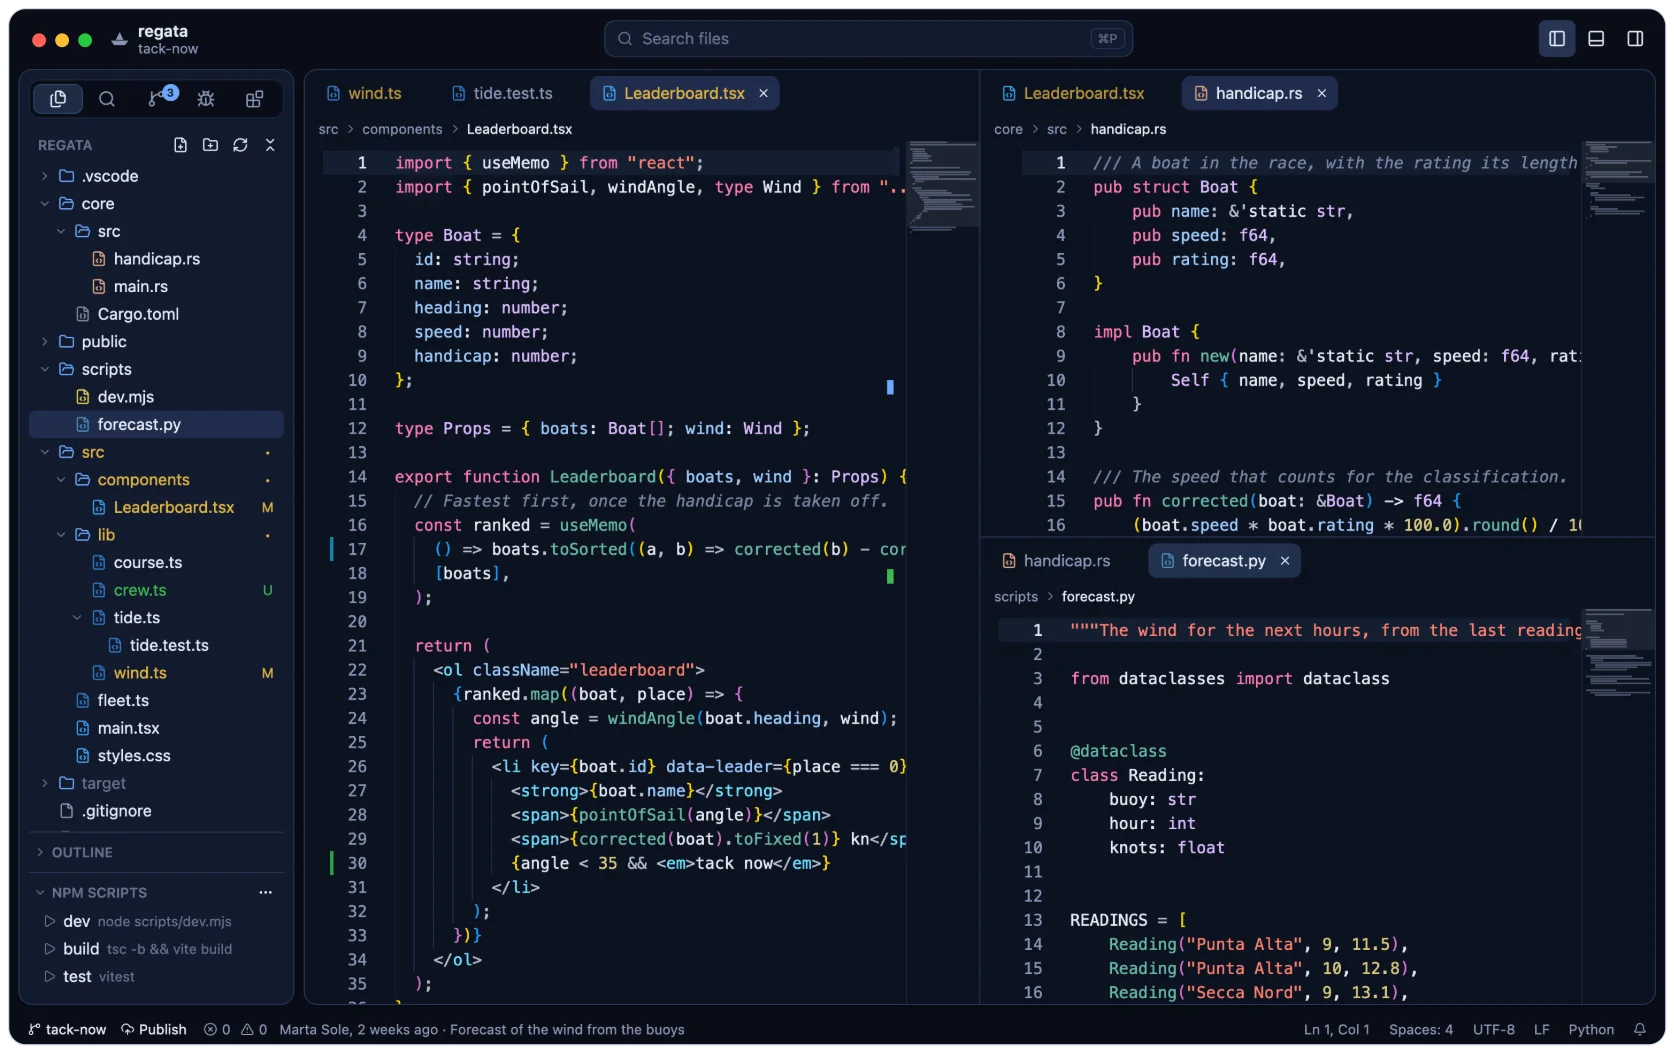 regata
tack-now
Search files
⌘P
3
REGATA
.vscode
core
src
handicap.rs
main.rs
Cargo.toml
public
scripts
dev.mjs
forecast.py
src
components
Leaderboard.tsx M
lib
course.ts
crew.ts U
tide.ts
tide.test.ts
wind.ts M
fleet.ts
main.tsx
styles.css
target
.gitignore
OUTLINE
NPM SCRIPTS ···
dev node scripts/dev.mjs
build tsc -b && vite build
test vitest
wind.ts tide.test.ts Leaderboard.tsx ×
src > components > Leaderboard.tsx
1 import { useMemo } from "react";
2 import { pointOfSail, windAngle, type Wind } from "..
3
4 type Boat = {
5 id: string;
6 name: string;
7 heading: number;
8 speed: number;
9 handicap: number;
10 };
11
12 type Props = { boats: Boat[]; wind: Wind };
13
14 export function Leaderboard({ boats, wind }: Props) {
15 // Fastest first, once the handicap is taken off.
16 const ranked = useMemo(
17 () => boats.toSorted((a, b) => corrected(b) - cor
18 [boats],
19 );
20
21 return (
22 <ol className="leaderboard">
23 {ranked.map((boat, place) => {
24 const angle = windAngle(boat.heading, wind);
25 return (
26 <li key={boat.id} data-leader={place === 0}
27 <strong>{boat.name}</strong>
28 <span>{pointOfSail(angle)}</span>
29 <span>{corrected(boat).toFixed(1)} kn</sp
30 {angle < 35 && <em>tack now</em>}
31 </li>
32 );
33 })}
34 </ol>
35 );
36 }
Leaderboard.tsx handicap.rs ×
core > src > handicap.rs
1 /// A boat in the race, with the rating its length
2 pub struct Boat {
3 pub name: &'static str,
4 pub speed: f64,
5 pub rating: f64,
6 }
7
8 impl Boat {
9 pub fn new(name: &'static str, speed: f64, rati
10 Self { name, speed, rating }
11 }
12 }
13
14 /// The speed that counts for the classification.
15 pub fn corrected(boat: &Boat) -> f64 {
16 (boat.speed * boat.rating * 100.0).round() / 10
handicap.rs forecast.py ×
scripts > forecast.py
1 """The wind for the next hours, from the last reading
2
3 from dataclasses import dataclass
4
5
6 @dataclass
7 class Reading:
8 buoy: str
9 hour: int
10 knots: float
11
12
13 READINGS = [
14 Reading("Punta Alta", 9, 11.5),
15 Reading("Punta Alta", 10, 12.8),
16 Reading("Secca Nord", 9, 13.1),
tack-now Publish 0 0 Marta Sole, 2 weeks ago · Forecast of the wind from the buoys
Ln 1, Col 1 Spaces: 4 UTF-8 LF Python